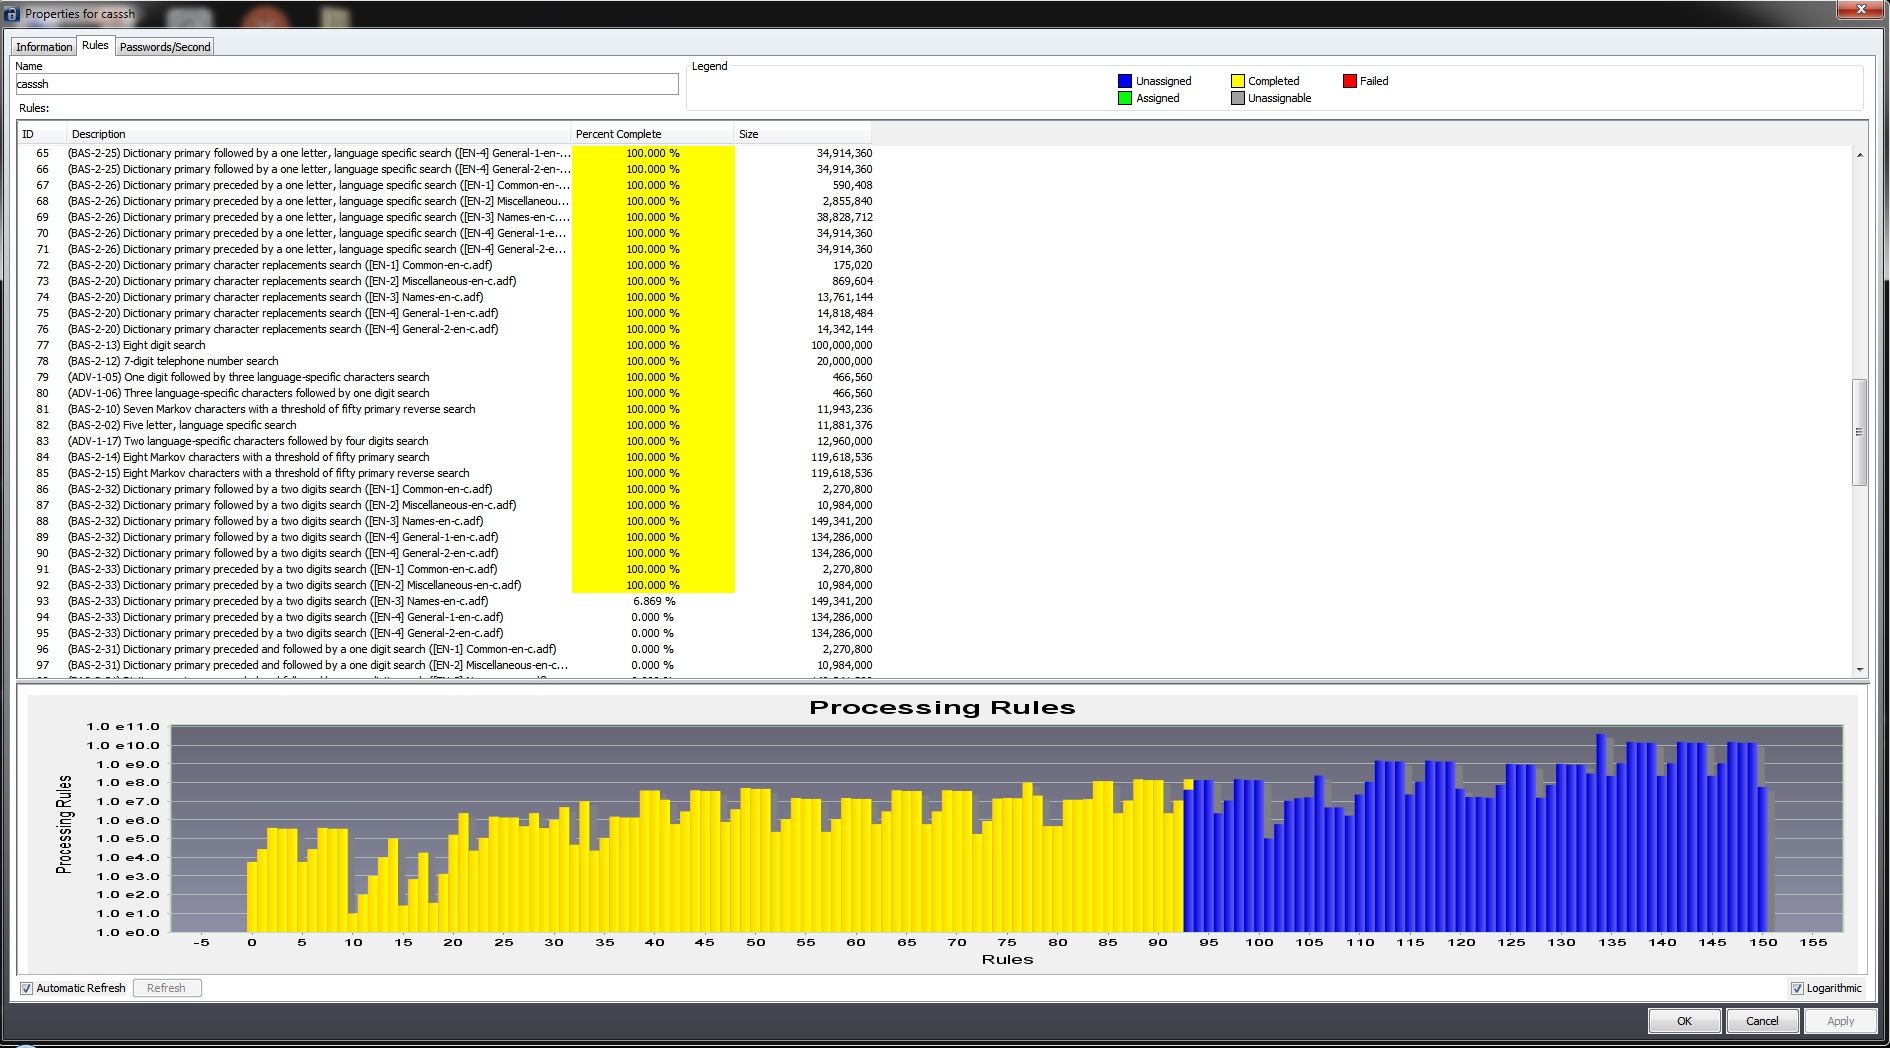 Properties for casssh
Information Rules Passwords/Second
Name
casssh
Legend
Unassigned Completed Failed
Assigned Unassignable
Rules:
ID Description Percent Complete Size
65 (BAS-2-25) Dictionary primary followed by a one letter, language specific search ([EN-4] General-1-en-... 100.000 % 34,914,360
66 (BAS-2-25) Dictionary primary followed by a one letter, language specific search ([EN-4] General-2-en-... 100.000 % 34,914,360
67 (BAS-2-26) Dictionary primary preceded by a one letter, language specific search ([EN-1] Common-en-... 100.000 % 590,408
68 (BAS-2-26) Dictionary primary preceded by a one letter, language specific search ([EN-2] Miscellaneou... 100.000 % 2,855,840
69 (BAS-2-26) Dictionary primary preceded by a one letter, language specific search ([EN-3] Names-en-c.... 100.000 % 38,828,712
70 (BAS-2-26) Dictionary primary preceded by a one letter, language specific search ([EN-4] General-1-e... 100.000 % 34,914,360
71 (BAS-2-26) Dictionary primary preceded by a one letter, language specific search ([EN-4] General-2-e... 100.000 % 34,914,360
72 (BAS-2-20) Dictionary primary character replacements search ([EN-1] Common-en-c.adf) 100.000 % 175,020
73 (BAS-2-20) Dictionary primary character replacements search ([EN-2] Miscellaneous-en-c.adf) 100.000 % 869,604
74 (BAS-2-20) Dictionary primary character replacements search ([EN-3] Names-en-c.adf) 100.000 % 13,761,144
75 (BAS-2-20) Dictionary primary character replacements search ([EN-4] General-1-en-c.adf) 100.000 % 14,818,484
76 (BAS-2-20) Dictionary primary character replacements search ([EN-4] General-2-en-c.adf) 100.000 % 14,342,144
77 (BAS-2-13) Eight digit search 100.000 % 100,000,000
78 (BAS-2-12) 7-digit telephone number search 100.000 % 20,000,000
79 (ADV-1-05) One digit followed by three language-specific characters search 100.000 % 466,560
80 (ADV-1-06) Three language-specific characters followed by one digit search 100.000 % 466,560
81 (BAS-2-10) Seven Markov characters with a threshold of fifty primary reverse search 100.000 % 11,943,236
82 (BAS-2-02) Five letter, language specific search 100.000 % 11,881,376
83 (ADV-1-17) Two language-specific characters followed by four digits search 100.000 % 12,960,000
84 (BAS-2-14) Eight Markov characters with a threshold of fifty primary search 100.000 % 119,618,536
85 (BAS-2-15) Eight Markov characters with a threshold of fifty primary reverse search 100.000 % 119,618,536
86 (BAS-2-32) Dictionary primary followed by a two digits search ([EN-1] Common-en-c.adf) 100.000 % 2,270,800
87 (BAS-2-32) Dictionary primary followed by a two digits search ([EN-2] Miscellaneous-en-c.adf) 100.000 % 10,984,000
88 (BAS-2-32) Dictionary primary followed by a two digits search ([EN-3] Names-en-c.adf) 100.000 % 149,341,200
89 (BAS-2-32) Dictionary primary followed by a two digits search ([EN-4] General-1-en-c.adf) 100.000 % 134,286,000
90 (BAS-2-32) Dictionary primary followed by a two digits search ([EN-4] General-2-en-c.adf) 100.000 % 134,286,000
91 (BAS-2-33) Dictionary primary preceded by a two digits search ([EN-1] Common-en-c.adf) 100.000 % 2,270,800
92 (BAS-2-33) Dictionary primary preceded by a two digits search ([EN-2] Miscellaneous-en-c.adf) 100.000 % 10,984,000
93 (BAS-2-33) Dictionary primary preceded by a two digits search ([EN-3] Names-en-c.adf) 6.869 % 149,341,200
94 (BAS-2-33) Dictionary primary preceded by a two digits search ([EN-4] General-1-en-c.adf) 0.000 % 134,286,000
95 (BAS-2-33) Dictionary primary preceded by a two digits search ([EN-4] General-2-en-c.adf) 0.000 % 134,286,000
96 (BAS-2-31) Dictionary primary preceded and followed by a one digit search ([EN-1] Common-en-c.adf) 0.000 % 2,270,800
97 (BAS-2-31) Dictionary primary preceded and followed by a one digit search ([EN-2] Miscellaneous-en-c... 0.000 % 10,984,000
Processing Rules
Processing Rules
1.0 e11.0
1.0 e10.0
1.0 e9.0
1.0 e8.0
1.0 e7.0
1.0 e6.0
1.0 e5.0
1.0 e4.0
1.0 e3.0
1.0 e2.0
1.0 e1.0
1.0 e0.0
-5 0 5 10 15 20 25 30 35 40 45 50 55 60 65 70 75 80 85 90 95 100 105 110 115 120 125 130 135 140 145 150 155
Rules
Automatic Refresh Refresh Logarithmic
OK Cancel Apply